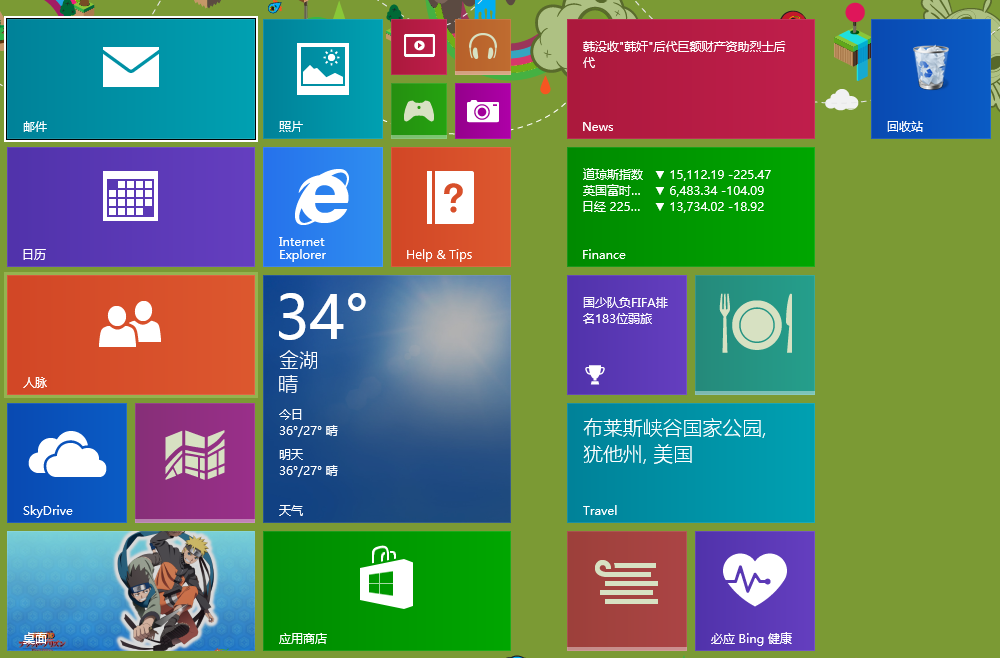 邮件
照片
日历
Internet
Explorer
Help & Tips
人脉
34°
金湖
晴
今日
36°/27° 晴
明天
36°/27° 晴
天气
SkyDrive
桌面
应用商店
韩没收"韩奸"后代巨额财产资助烈士后
代
News
道琼斯指数 ▼ 15,112.19 -225.47
英国富时... ▼ 6,483.34 -104.09
日经 225... ▼ 13,734.02 -18.92
Finance
国少队负FIFA排
名183位弱旅
布莱斯峡谷国家公园,
犹他州, 美国
Travel
必应 Bing 健康
回收站